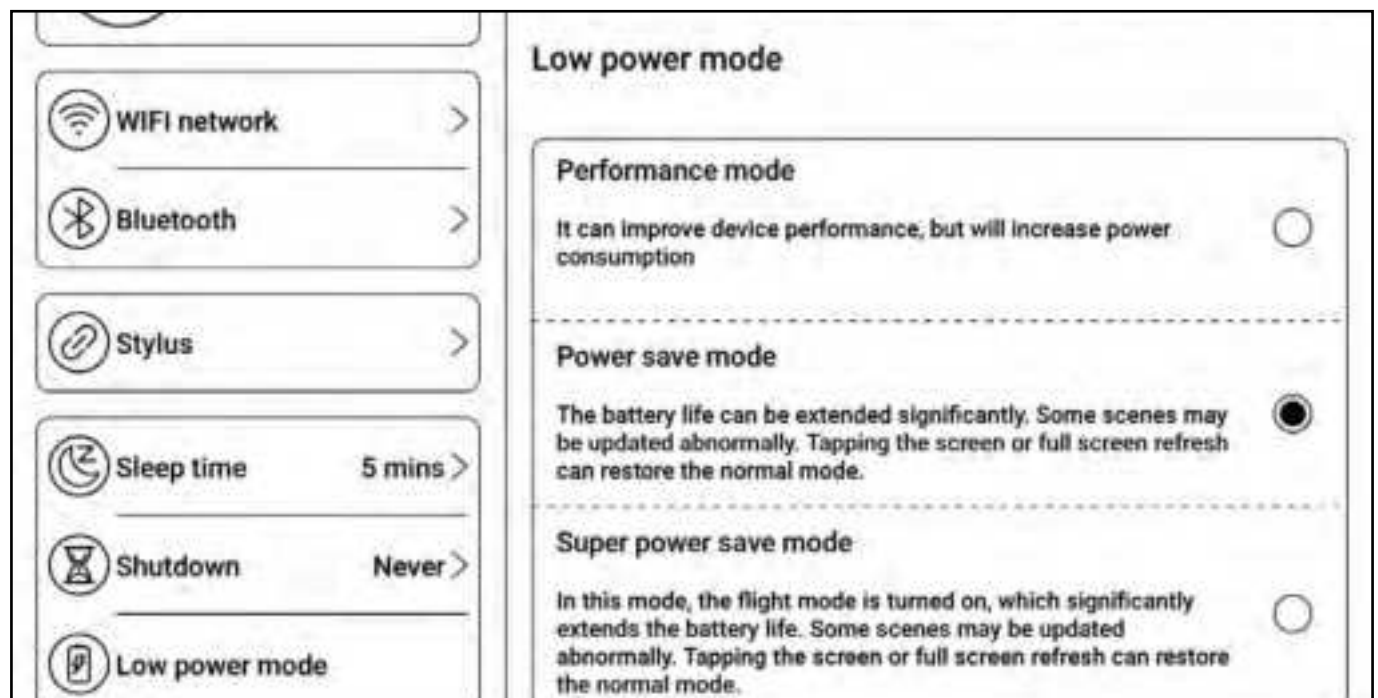 WIFI network
Bluetooth
Stylus
Sleep time 5 mins
Shutdown Never
Low power mode
Low power mode
Performance mode
It can improve device performance, but will increase power
consumption
Power save mode
The battery life can be extended significantly. Some scenes may
be updated abnormally. Tapping the screen or full screen refresh
can restore the normal mode.
Super power save mode
In this mode, the flight mode is turned on, which significantly
extends the battery life. Some scenes may be updated
abnormally. Tapping the screen or full screen refresh can restore
the normal mode.